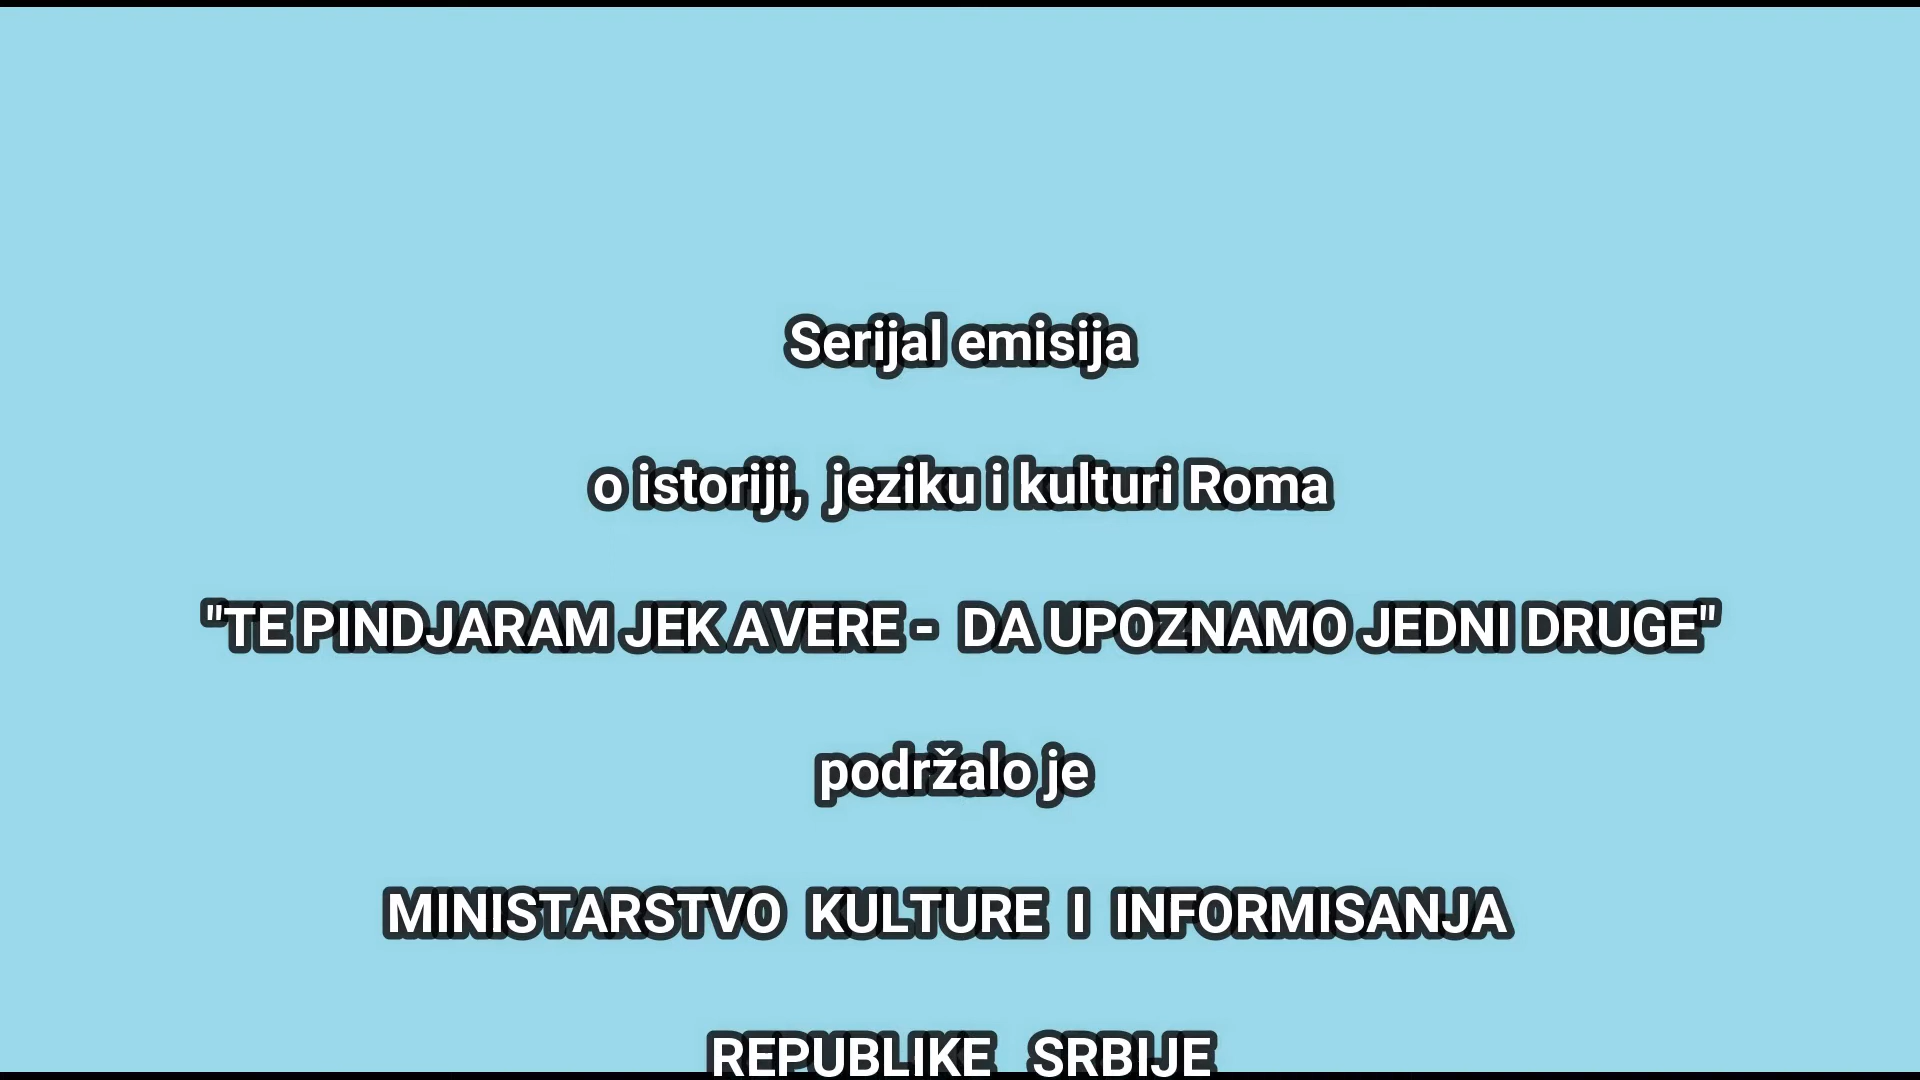 Serijal emisija
o istoriji, jeziku i kulturi Roma
"TE PINDJARAM JEK AVERE - DA UPOZNAMO JEDNI DRUGE"
podržalo je
MINISTARSTVO KULTURE I INFORMISANJA
REPUBLIKE SRBIJE